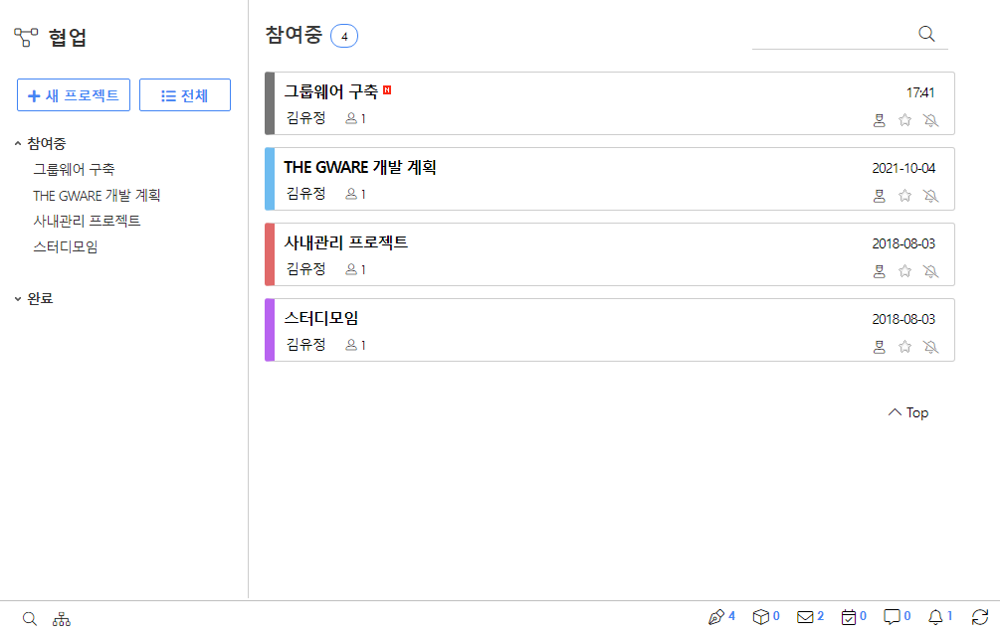 협업
새 프로젝트
전체
참여중
그룹웨어 구축
THE GWARE 개발 계획
사내관리 프로젝트
스터디모임
완료
참여중 4
그룹웨어 구축 N 17:41
김유정 1
THE GWARE 개발 계획 2021-10-04
김유정 1
사내관리 프로젝트 2018-08-03
김유정 1
스터디모임 2018-08-03
김유정 1
Top
4 0 2 0 0 1